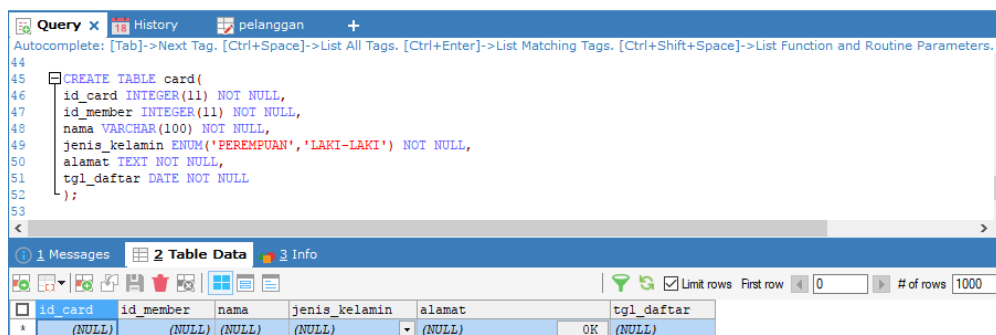 Query x History pelanggan +
Autocomplete: [Tab]->Next Tag. [Ctrl+Space]->List All Tags. [Ctrl+Enter]->List Matching Tags. [Ctrl+Shift+Space]->List Function and Routine Parameters.
44
45 CREATE TABLE card(
46 id_card INTEGER(11) NOT NULL,
47 id_member INTEGER(11) NOT NULL,
48 nama VARCHAR(100) NOT NULL,
49 jenis_kelamin ENUM('PEREMPUAN','LAKI-LAKI') NOT NULL,
50 alamat TEXT NOT NULL,
51 tgl_daftar DATE NOT NULL
52 );
53
1 Messages 2 Table Data 3 Info
Limit rows First row 0 # of rows 1000
id_card id_member nama jenis_kelamin alamat tgl_daftar
* (NULL) (NULL) (NULL) (NULL) (NULL) 0K (NULL)